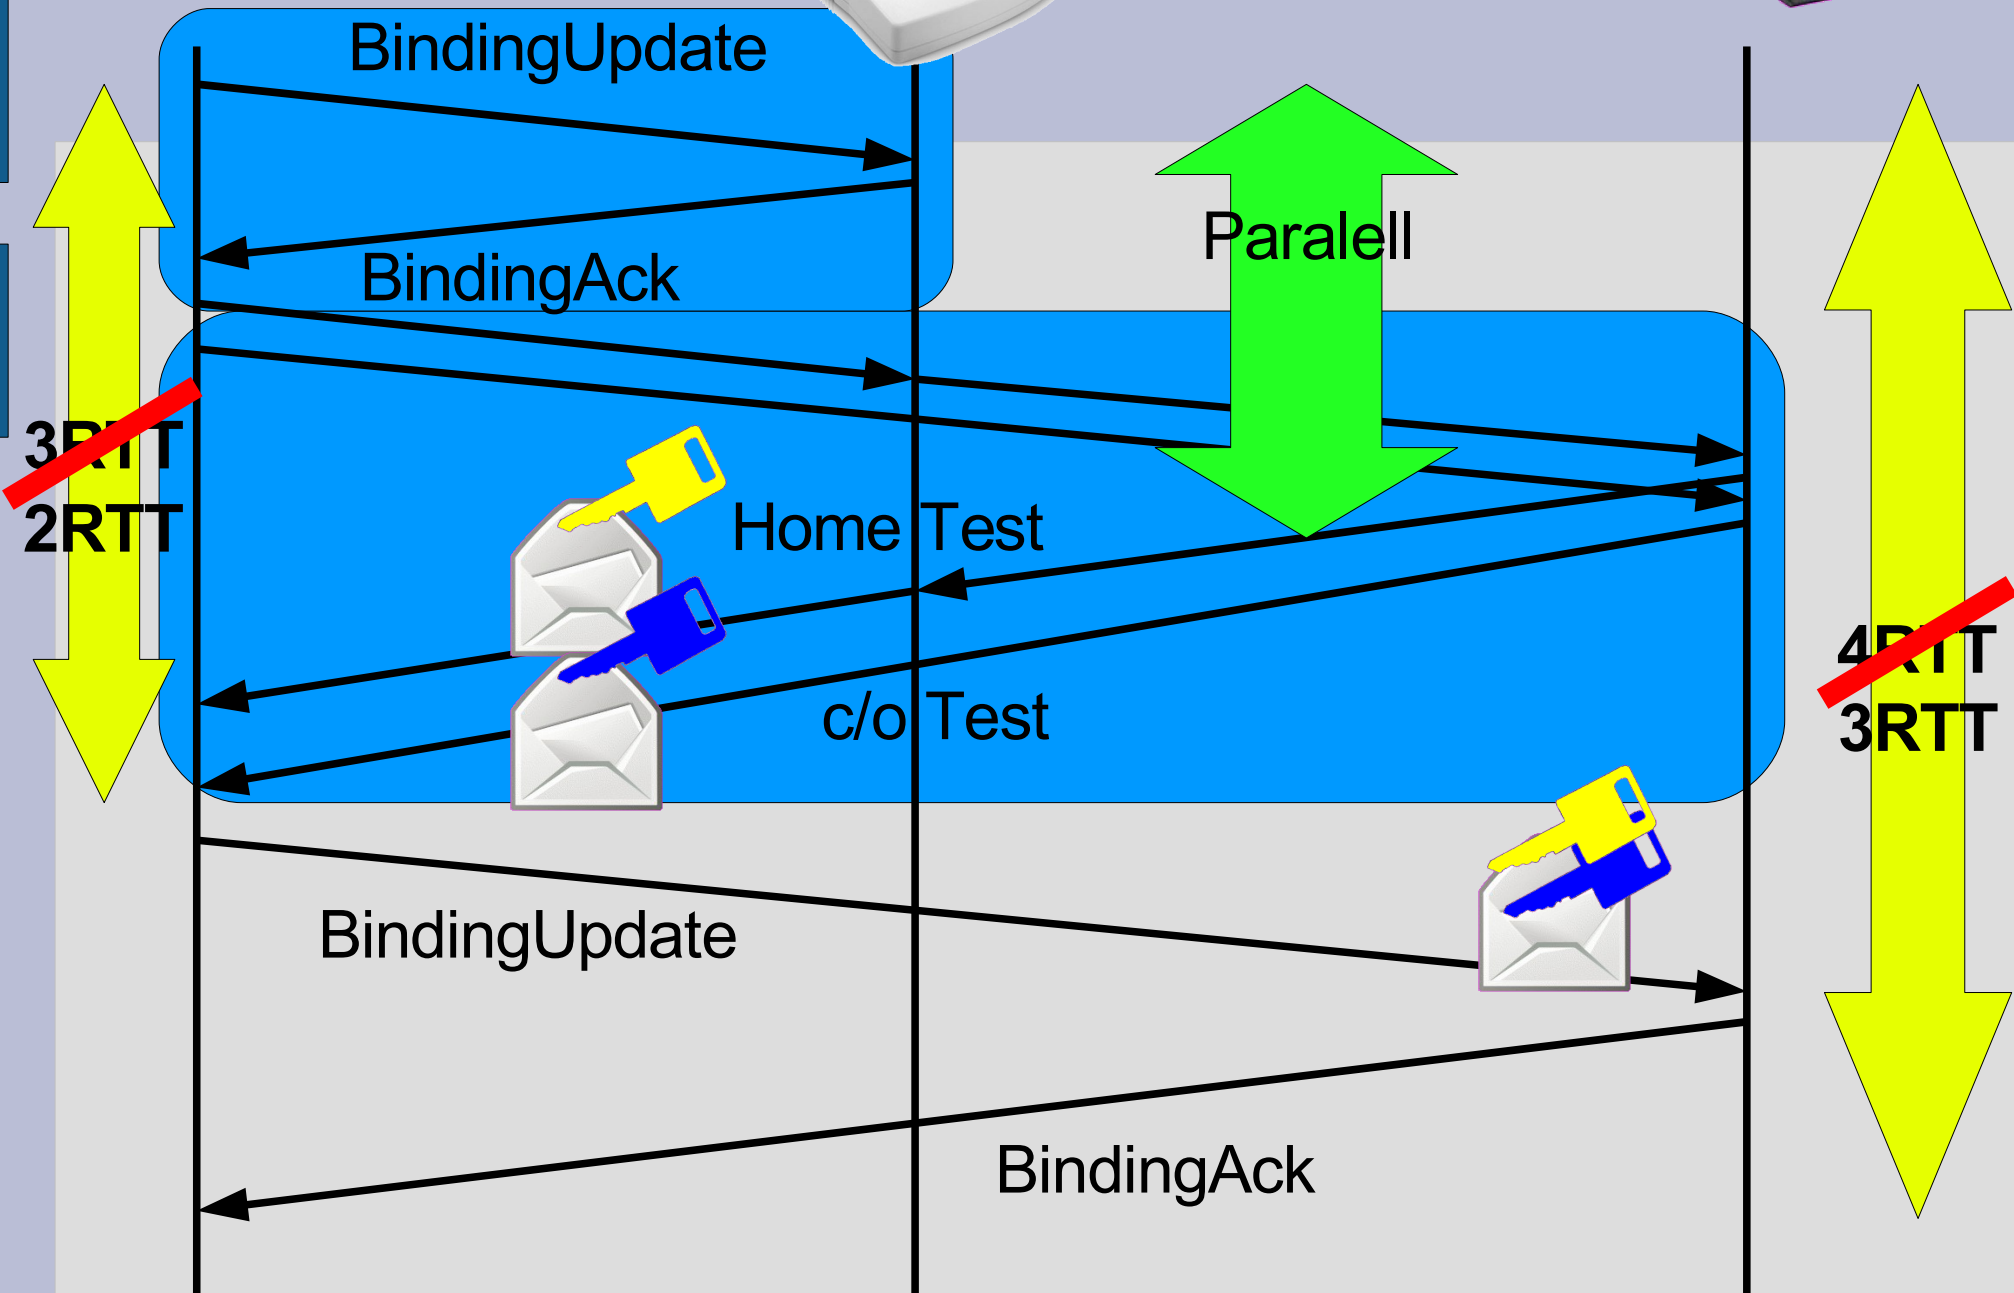 BindingUpdate
Paralell
BindingAck
3RTT
2RTT
Home Test
4RTT
3RTT
c/o Test
BindingUpdate
BindingAck